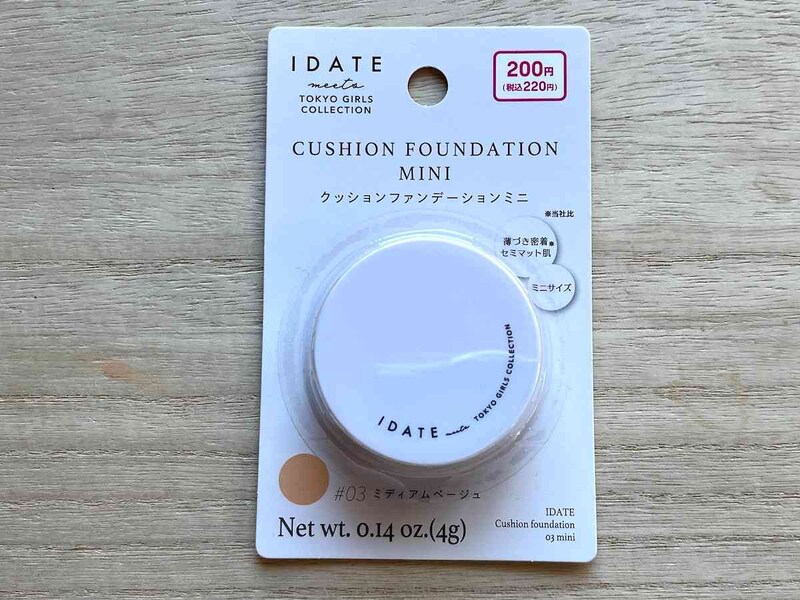 IDATE
meets
TOKYO GIRLS
COLLECTION
200円
(税込220円)
CUSHION FOUNDATION
MINI
クッションファンデーションミニ
※当社比
薄づき密着※
セミマット肌
ミニサイズ
IDATE meets TOKYO GIRLS COLLECTION
#03 ミディアムベージュ
Net wt. 0.14 oz.(4g)
IDATE
Cushion foundation
03 mini